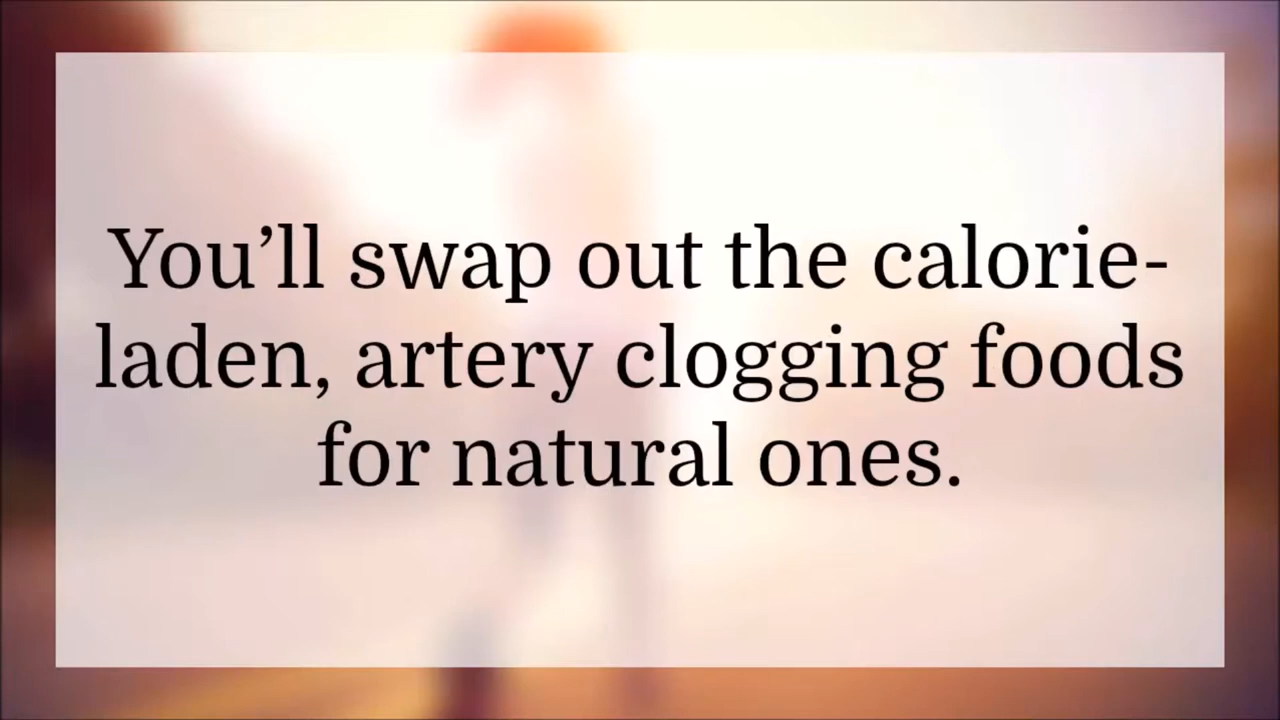 You’ll swap out the calorie-
laden, artery clogging foods
for natural ones.